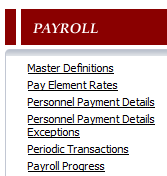 PAYROLL
Master Definitions
Pay Element Rates
Personnel Payment Details
Personnel Payment Details
Exceptions
Periodic Transactions
Payroll Progress